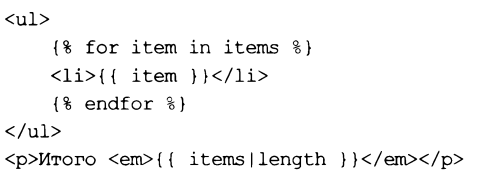 <ul>
    {% for item in items %}
    <li>{{ item }}</li>
    {% endfor %}
</ul>
<p>Итого <em>{{ items|length }}</em></p>